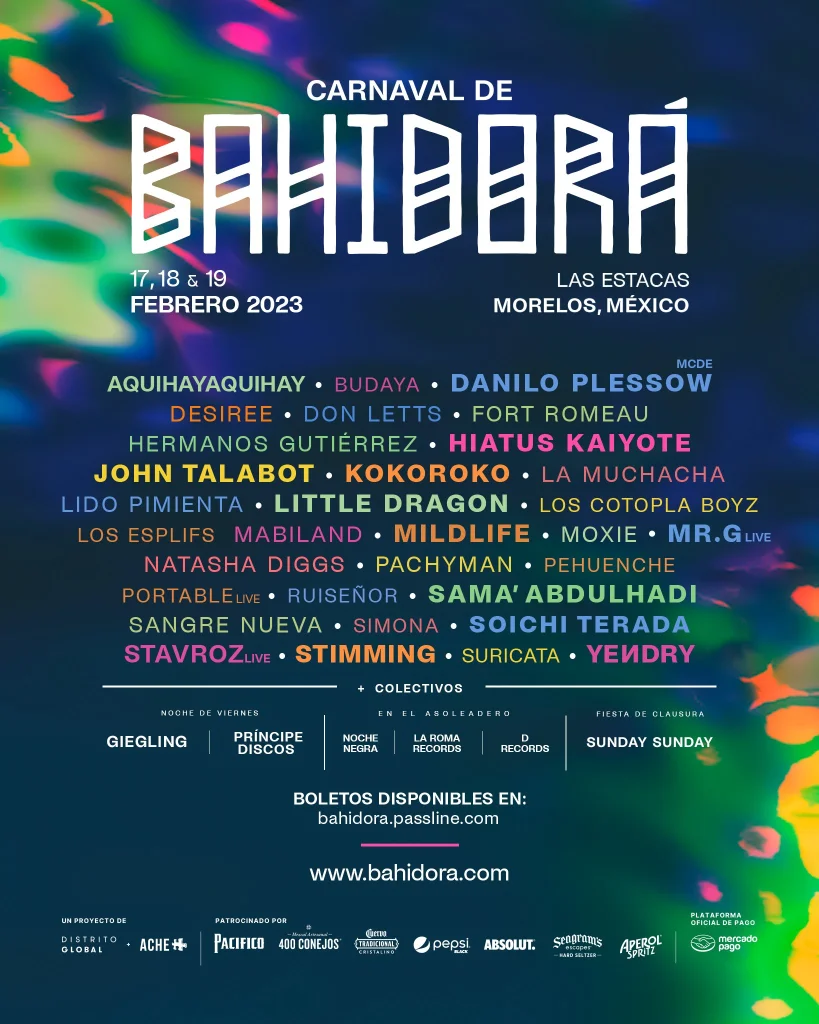 CARNAVAL DE
BAHIDORÁ
17, 18 & 19
FEBRERO 2023
LAS ESTACAS
MORELOS, MÉXICO
MCDE
AQUIHAYAQUIHAY • BUDAYA • DANILO PLESSOW
DESIREE • DON LETTS • FORT ROMEAU
HERMANOS GUTIÉRREZ • HIATUS KAIYOTE
JOHN TALABOT • KOKOROKO • LA MUCHACHA
LIDO PIMIENTA • LITTLE DRAGON • LOS COTOPLA BOYZ
LOS ESPLIFS MABILAND • MILDLIFE • MOXIE • MR.G LIVE
NATASHA DIGGS • PACHYMAN • PEHUENCHE
PORTABLE LIVE • RUISEÑOR • SAMA' ABDULHADI
SANGRE NUEVA • SIMONA • SOICHI TERADA
STAVROZ LIVE • STIMMING • SURICATA • YEИDRY
+ COLECTIVOS
NOCHE DE VIERNES
GIEGLING
PRÍNCIPE
DISCOS
EN EL ASOLEADERO
NOCHE
NEGRA
LA ROMA
RECORDS
D
RECORDS
FIESTA DE CLAUSURA
SUNDAY SUNDAY
BOLETOS DISPONIBLES EN:
bahidora.passline.com
www.bahidora.com
UN PROYECTO DE
DISTRITO
GLOBAL
+
ACHE
PATROCINADO POR
PACIFICO
Mezcal Artesanal
400 CONEJOS
Cuervo
TRADICIONAL
CRISTALINO
pepsi
BLACK
ABSOLUT.
Seagram's
escapes
HARD SELTZER
APEROL
SPRITZ
PLATAFORMA
OFICIAL DE PAGO
mercado
pago